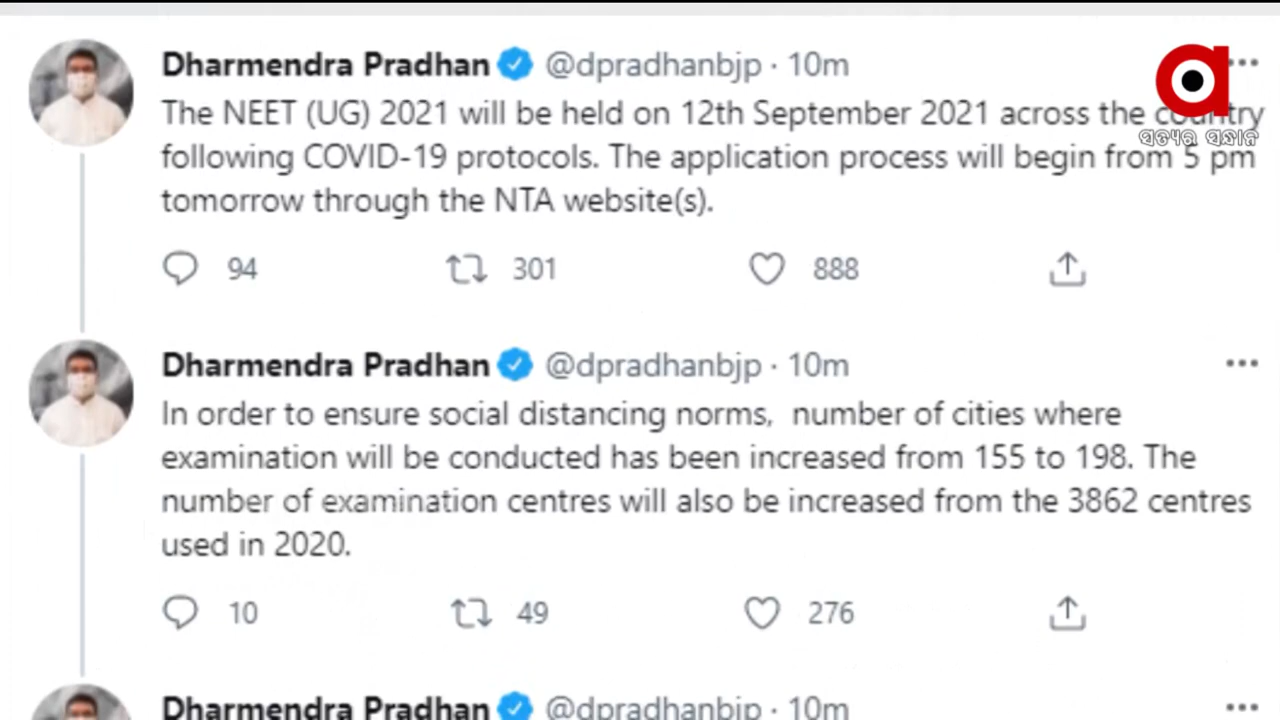 Dharmendra Pradhan @dpradhanbjp · 10m
The NEET (UG) 2021 will be held on 12th September 2021 across the country
following COVID-19 protocols. The application process will begin from 5 pm
tomorrow through the NTA website(s).
94 301 888
ସତ୍ୟର ସନ୍ଧାନ
Dharmendra Pradhan @dpradhanbjp · 10m
In order to ensure social distancing norms,  number of cities where
examination will be conducted has been increased from 155 to 198. The
number of examination centres will also be increased from the 3862 centres
used in 2020.
10 49 276
Dharmendra Pradhan @dpradhanbjp · 10m